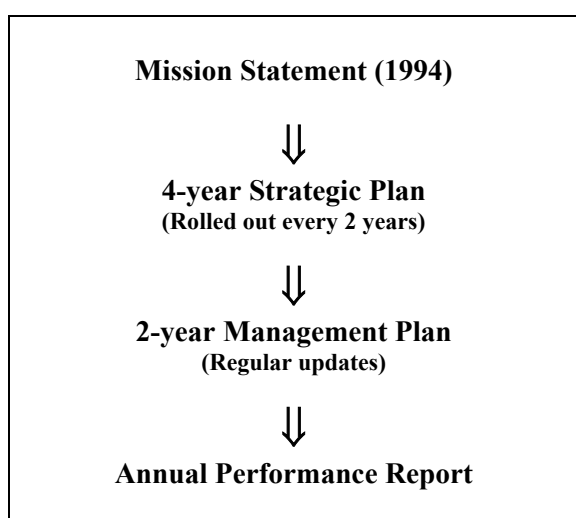 Mission Statement (1994)
⇓
4-year Strategic Plan
(Rolled out every 2 years)
⇓
2-year Management Plan
(Regular updates)
⇓
Annual Performance Report